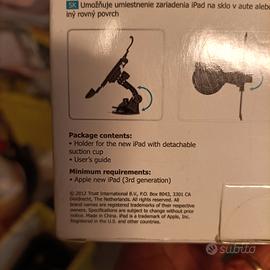 SK Umožňuje umiestnenie zariadenia iPad na sklo v aute alebo
iný rovný povrch
Package contents:
• Holder for the new iPad with detachable
suction cup
• User's guide
Minimum requirements:
• Apple new iPad (3rd generation)
© 2012 Trust International B.V., P.O. Box 8043, 3301 CA
Dordrecht, The Netherlands. All rights reserved. All
brand names are registered trademarks of their respective
owners. Specifications are subject to change without prior
notice. Made in China. iPad is a trademark of Apple, Inc.
Registered in the U.S. and other countries.
subito